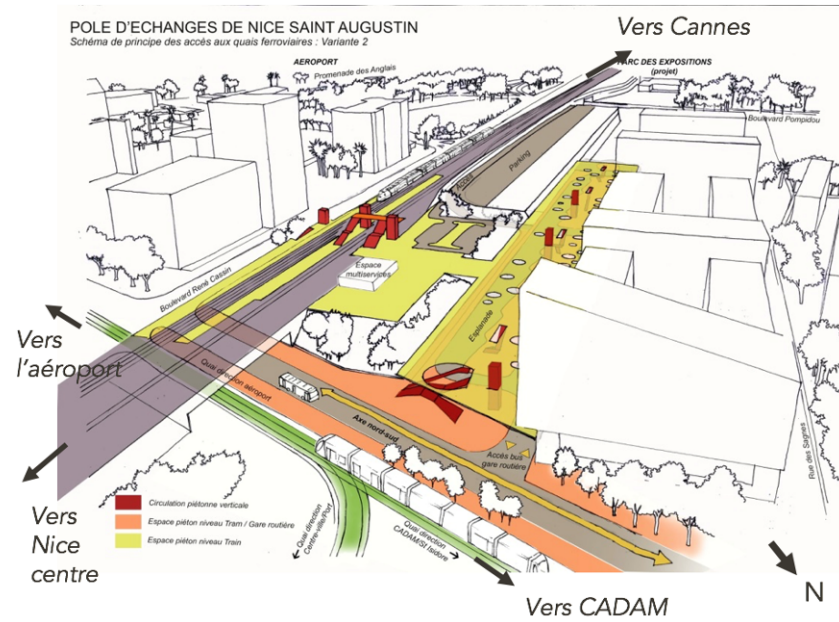 POLE D'ECHANGES DE NICE SAINT AUGUSTIN
Schéma de principe des accès aux quais ferroviaires : Variante 2
Vers Cannes
AEROPORT
Promenade des Anglais
PARC DES EXPOSITIONS
(projet)
Boulevard Pompidou
Parking
Accès
Espace
multiservices
Boulevard René Cassin
Esplanade
Vers
l'aéroport
Quai direction aéroport
Axe nord-sud
Accès bus
gare routière
Rue des Sagnes
Vers
Nice
centre
Circulation piétonne verticale
Espace piéton niveau Tram / Gare routière
Espace piéton niveau Train
Quai direction
Centre-ville/Port
Quai direction
CADAM/St Isidore
Vers CADAM
N